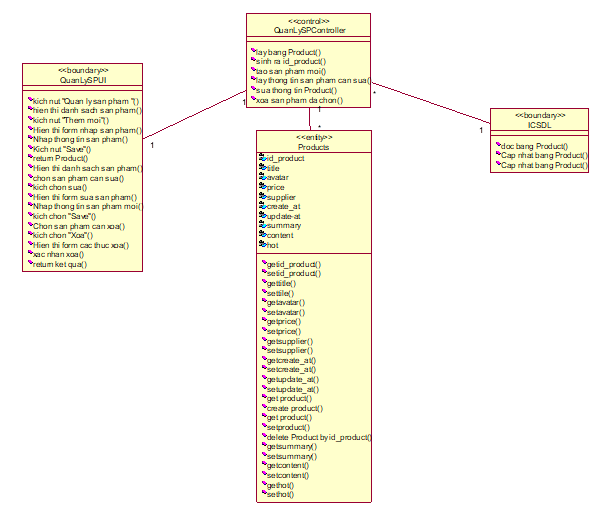 <<control>>
QuanLySPController
lay bang Product()
sinh ra id_product()
tao san pham moi()
lay thong tin san pham can sua()
sua thong tin Product()
xoa san pham da chon()
<<boundary>>
QuanLySPUI
kich nut "Quan ly san pham "()
hien thi danh sach san pham()
kich nut "Them moi"()
Hien thi form nhap san pham()
Nhap thong tin san pham()
Kich nut "Save"()
return Product()
Hien thi danh sach san pham()
chon san pham can sua()
kich chon sua()
Hien thi form sua san pham()
Nhap thong tin san pham moi()
kich chon "Save"()
Chon san pham can xoa()
kich chon "Xoa"()
Hien thi form cac thuc xoa()
xac nhan xoa()
return ket qua()
1
1
1
*
*
1
<<boundary>>
ICSDL
doc bang Product()
Cap nhat bang Product()
Cap nhat bang Product()
<<entity>>
Products
id_product
title
avatar
price
supplier
create_at
update-at
summary
content
hot
getid_product()
setid_product()
gettitle()
settile()
getavatar()
setavatar()
getprice()
setprice()
getsupplier()
setsupplier()
getcreate_at()
setcreate_at()
getupdate_at()
setupdate_at()
get product()
create product()
get product()
setproduct()
delete Product by id_product()
getsummary()
setsummary()
getcontent()
setcontent()
gethot()
sethot()